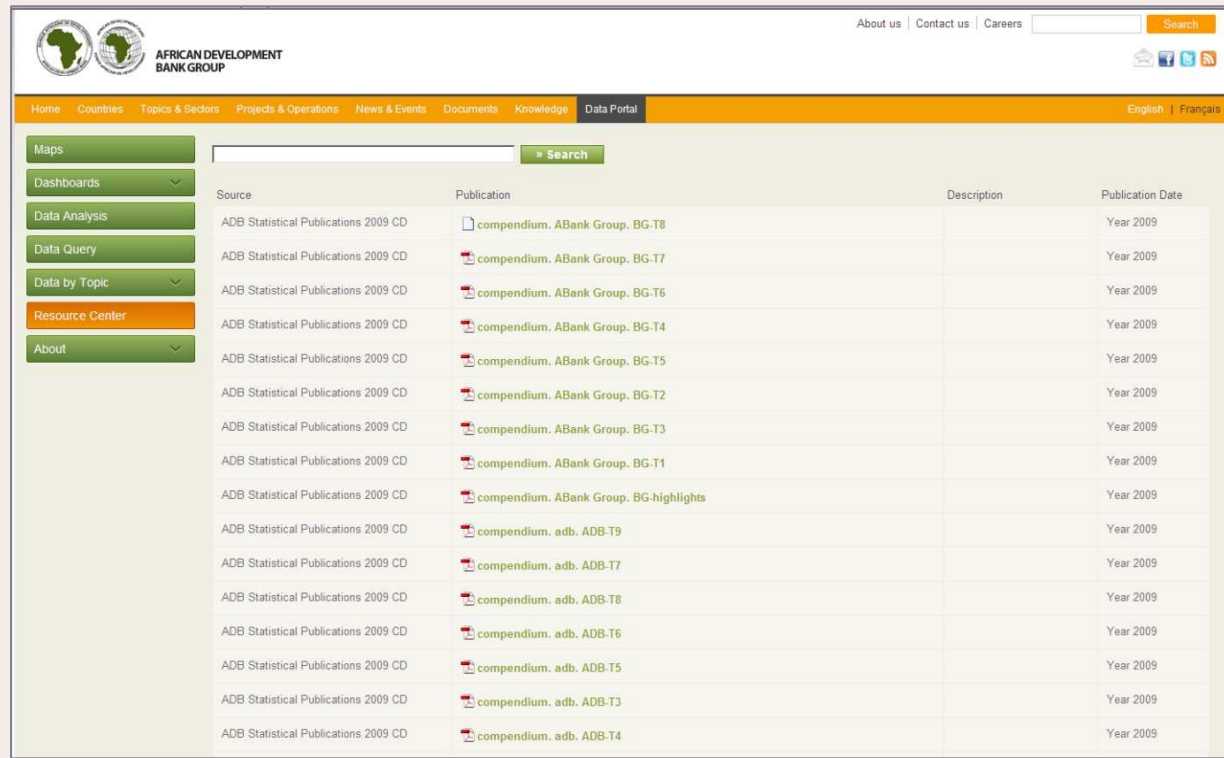 About us | Contact us | Careers Search
AFRICAN DEVELOPMENT
BANK GROUP
Home Countries Topics & Sectors Projects & Operations News & Events Documents Knowledge Data Portal English | Français
Maps
Dashboards
Data Analysis
Data Query
Data by Topic
Resource Center
About
» Search
Source Publication Description Publication Date
ADB Statistical Publications 2009 CD compendium. ABank Group. BG-T8 Year 2009
ADB Statistical Publications 2009 CD compendium. ABank Group. BG-T7 Year 2009
ADB Statistical Publications 2009 CD compendium. ABank Group. BG-T6 Year 2009
ADB Statistical Publications 2009 CD compendium. ABank Group. BG-T4 Year 2009
ADB Statistical Publications 2009 CD compendium. ABank Group. BG-T5 Year 2009
ADB Statistical Publications 2009 CD compendium. ABank Group. BG-T2 Year 2009
ADB Statistical Publications 2009 CD compendium. ABank Group. BG-T3 Year 2009
ADB Statistical Publications 2009 CD compendium. ABank Group. BG-T1 Year 2009
ADB Statistical Publications 2009 CD compendium. ABank Group. BG-highlights Year 2009
ADB Statistical Publications 2009 CD compendium. adb. ADB-T9 Year 2009
ADB Statistical Publications 2009 CD compendium. adb. ADB-T7 Year 2009
ADB Statistical Publications 2009 CD compendium. adb. ADB-T8 Year 2009
ADB Statistical Publications 2009 CD compendium. adb. ADB-T6 Year 2009
ADB Statistical Publications 2009 CD compendium. adb. ADB-T5 Year 2009
ADB Statistical Publications 2009 CD compendium. adb. ADB-T3 Year 2009
ADB Statistical Publications 2009 CD compendium. adb. ADB-T4 Year 2009